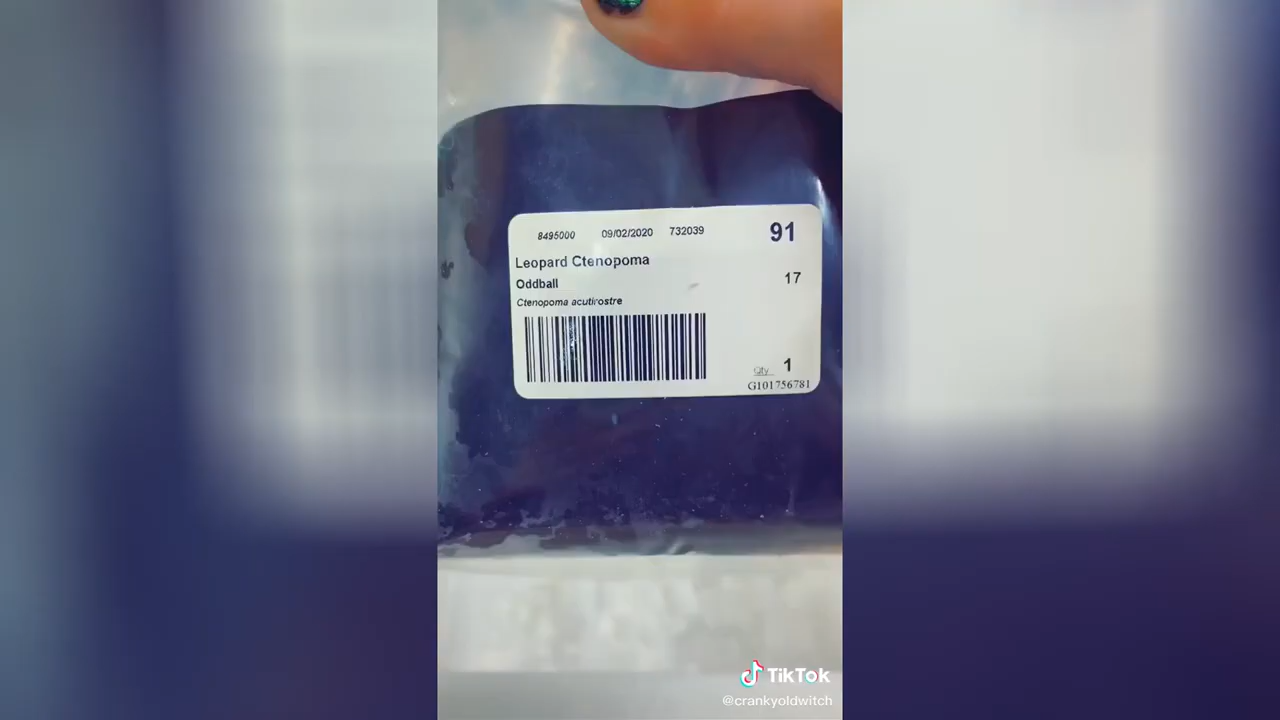 8495000 09/02/2020 732039 91
Leopard Ctenopoma
Oddball 17
Ctenopoma acutirostre
Qty 1
G101756781
TikTok
@crankyoldwitch